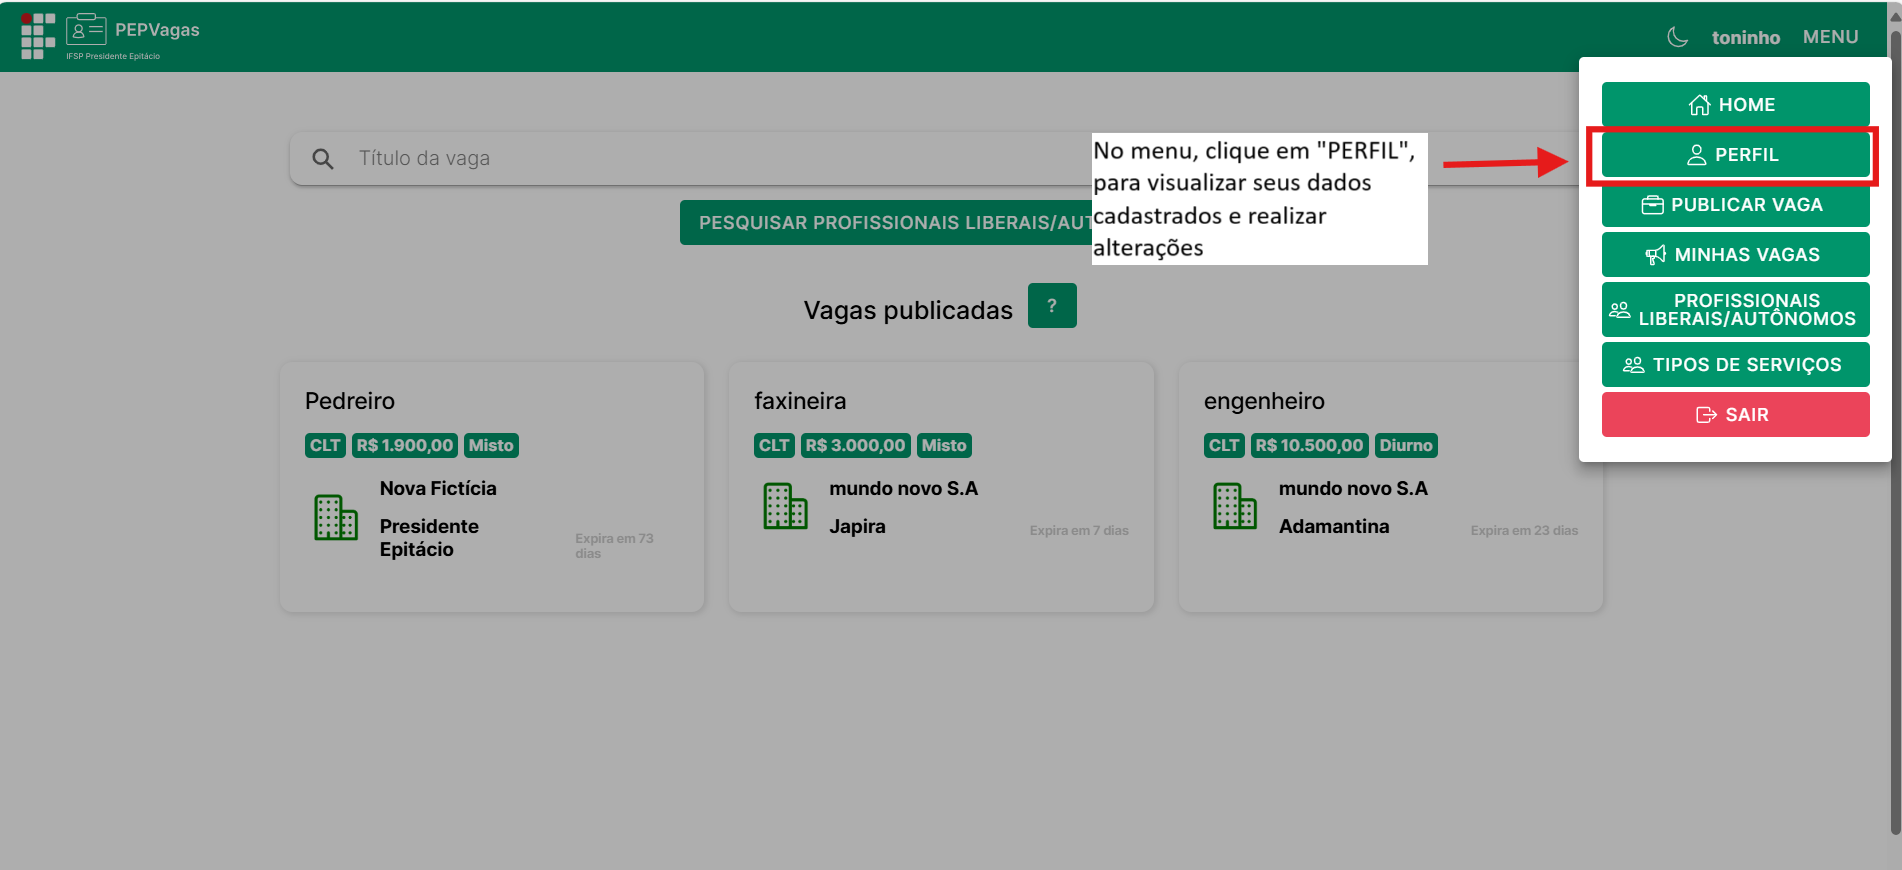 PEPVagas
IFSP Presidente Epitácio
toninho
MENU
HOME
PERFIL
PUBLICAR VAGA
MINHAS VAGAS
PROFISSIONAIS
LIBERAIS/AUTÔNOMOS
TIPOS DE SERVIÇOS
SAIR
Título da vaga
No menu, clique em "PERFIL",
para visualizar seus dados
cadastrados e realizar
alterações
PESQUISAR PROFISSIONAIS LIBERAIS/AUT
Vagas publicadas
?
Pedreiro
CLT R$ 1.900,00 Misto
Nova Fictícia
Presidente
Epitácio
Expira em 73
dias
faxineira
CLT R$ 3.000,00 Misto
mundo novo S.A
Japira
Expira em 7 dias
engenheiro
CLT R$ 10.500,00 Diurno
mundo novo S.A
Adamantina
Expira em 23 dias